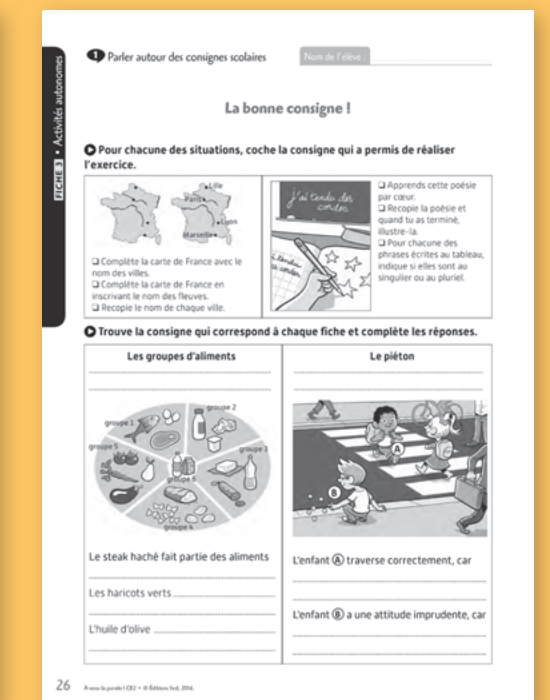 FICHE 3 • Activités autonomes
1 Parler autour des consignes scolaires
Nom de l'élève :
La bonne consigne !
Pour chacune des situations, coche la consigne qui a permis de réaliser
l'exercice.
Lille
Paris
Lyon
Marseille
❑ Complète la carte de France avec le
nom des villes.
❑ Complète la carte de France en
inscrivant le nom des fleuves.
❑ Recopie le nom de chaque ville.
J'ai tendu des
cordes
❑ Apprends cette poésie
par cœur.
❑ Recopie la poésie et
quand tu as terminé,
illustre-la.
❑ Pour chacune des
phrases écrites au tableau,
indique si elles sont au
singulier ou au pluriel.
Trouve la consigne qui correspond à chaque fiche et complète les réponses.
Les groupes d'aliments
groupe 1
groupe 2
groupe 5
groupe 3
groupe 6
groupe 4
Le steak haché fait partie des aliments
Les haricots verts
L'huile d'olive
Le piéton
A
B
L'enfant A traverse correctement, car
L'enfant B a une attitude imprudente, car
26
À vous la parole ! CE2 • © Éditions Sed, 2016.